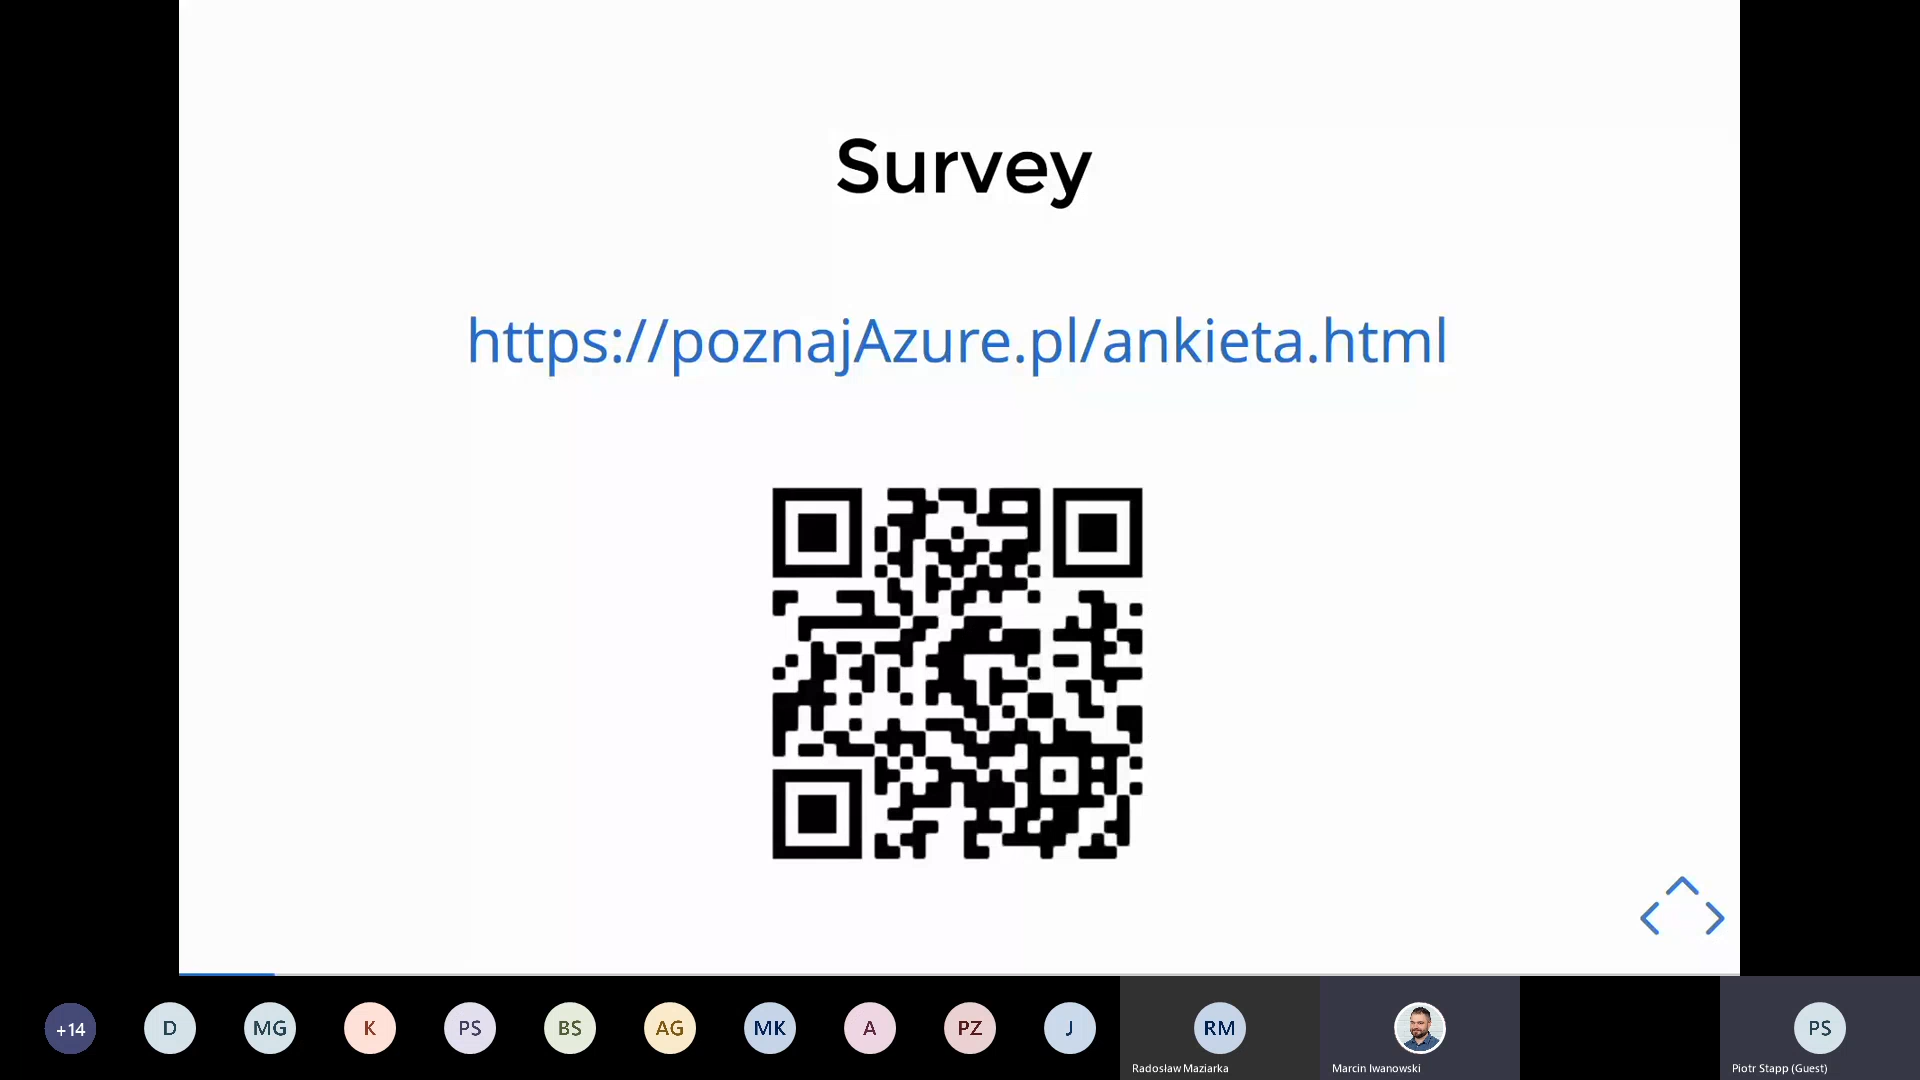 Survey
https://poznajAzure.pl/ankieta.html
+14
D
MG
K
PS
BS
AG
MK
A
PZ
J
RM
Radosław Maziarka
Marcin Iwanowski
PS
Piotr Stapp (Guest)